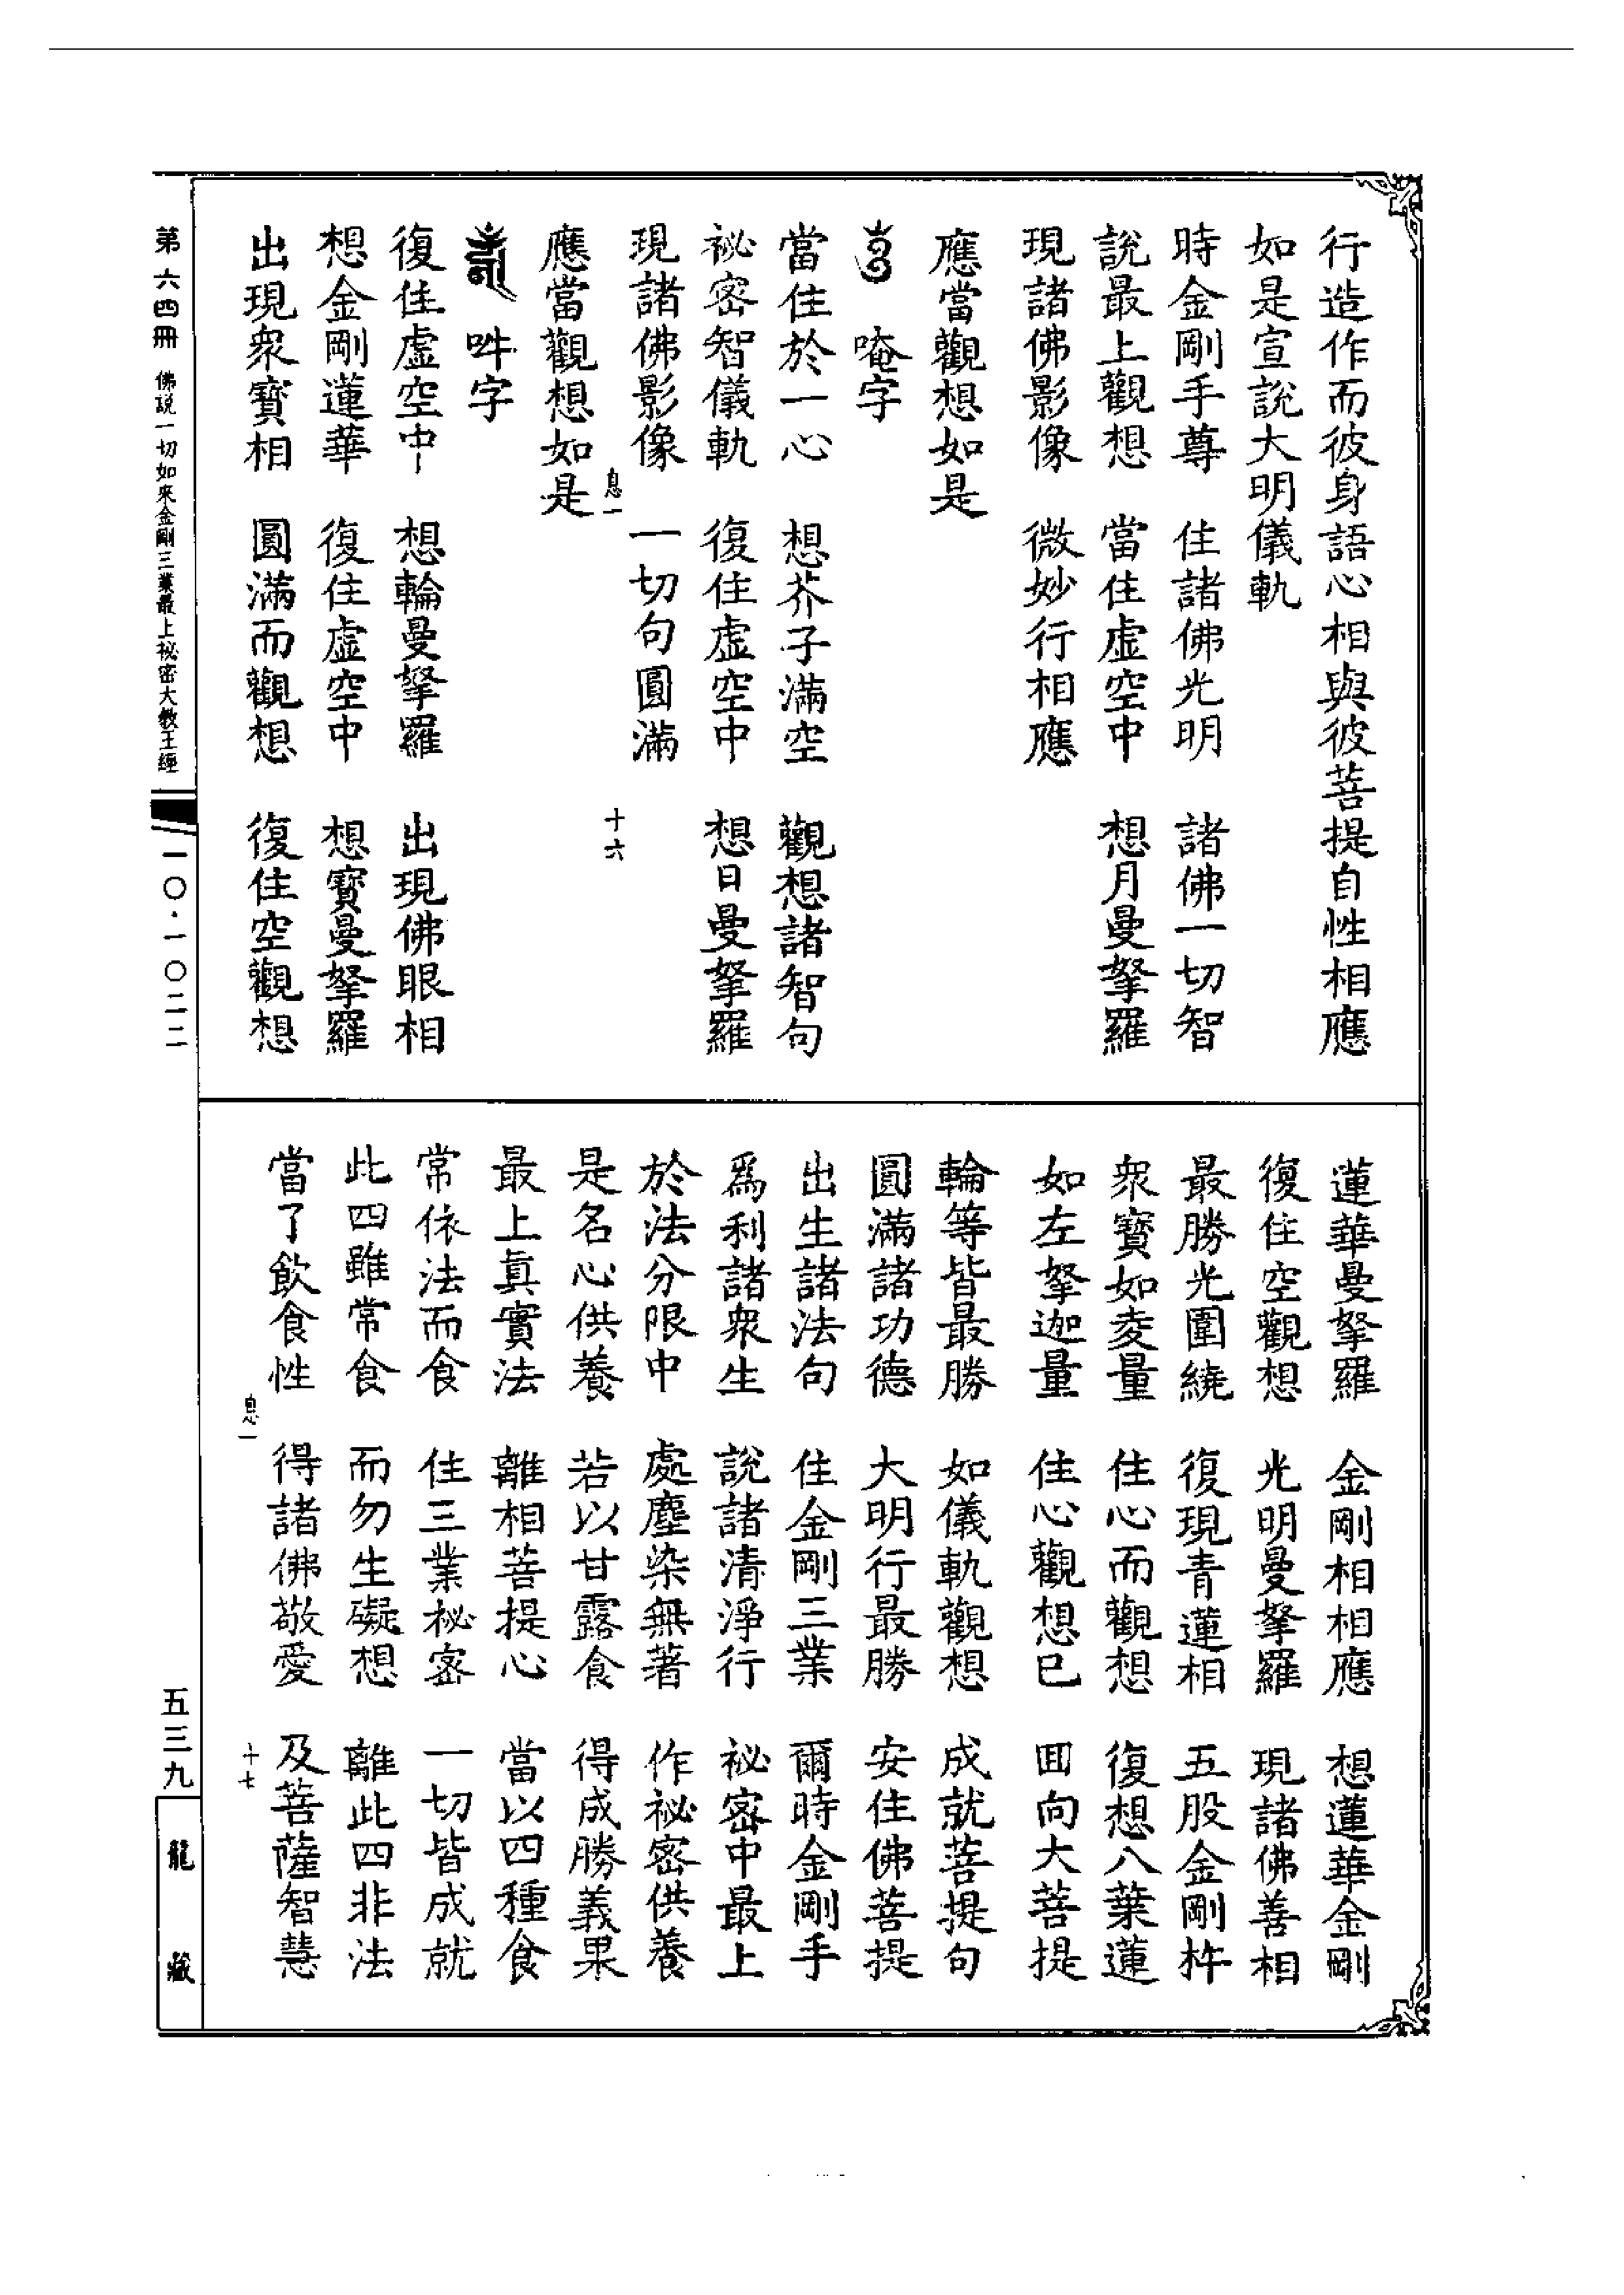 行造作而彼身語心相與彼菩提自性相應
如是宣說大明儀軌
時金剛手尊　住諸佛光明　諸佛一切智
說最上觀想　當住虛空中　想月曼拏羅
現諸佛影像　微妙行相應
應當觀想如是
唵字
當住於一心　想芥子滿空　觀想諸智句
祕密智儀軌　復住虛空中　想日曼拏羅
現諸佛影像　一切句圓滿
息一　十六
應當觀想如是
吽字
復住虛空中　想輪曼拏羅　出現佛眼相
想金剛蓮華　復住虛空中　想寶曼拏羅
出現衆寶相　圓滿而觀想　復住空觀想
蓮華曼拏羅　金剛相相應　想蓮華金剛
復住空觀想　光明曼拏羅　現諸佛善相
最勝光圍繞　復現青蓮相　五股金剛杵
衆寶如麥量　住心而觀想　復想八葉蓮
如左拏迦量　住心觀想已　囬向大菩提
輪等皆最勝　如儀軌觀想　成就菩提句
圓滿諸功德　大明行最勝　安住佛菩提
出生諸法句　住金剛三業　爾時金剛手
爲利諸衆生　說諸清淨行　祕密中最上
於法分限中　處塵染無著　作祕密供養
是名心供養　若以甘露食　得成勝義果
最上真實法　離相菩提心　當以四種食
常依法而食　住三業祕密　一切皆成就
此四雖常食　而勿生礙想　離此四非法
當了飲食性　得諸佛敬愛　及菩薩智慧
息一　十七
第六四冊　佛說一切如來金剛三業最上祕密大教王經
一〇·一〇二二
五三九
龍藏